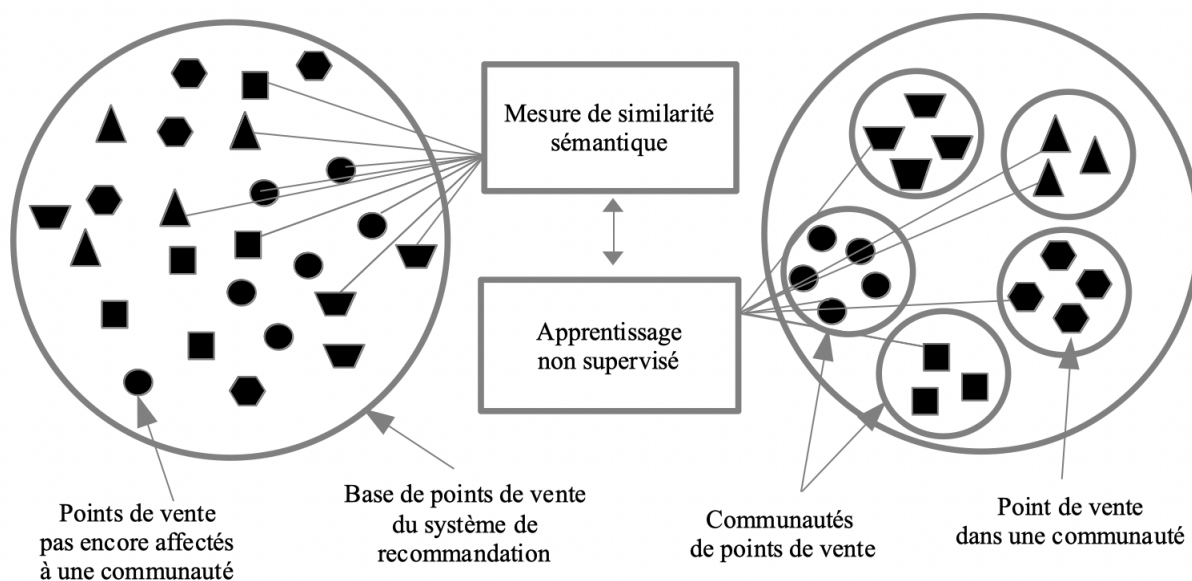 Mesure de similarité
sémantique
Apprentissage
non supervisé
Points de vente
pas encore affectés
à une communauté
Base de points de vente
du système de
recommandation
Communautés
de points de vente
Point de vente
dans une communauté